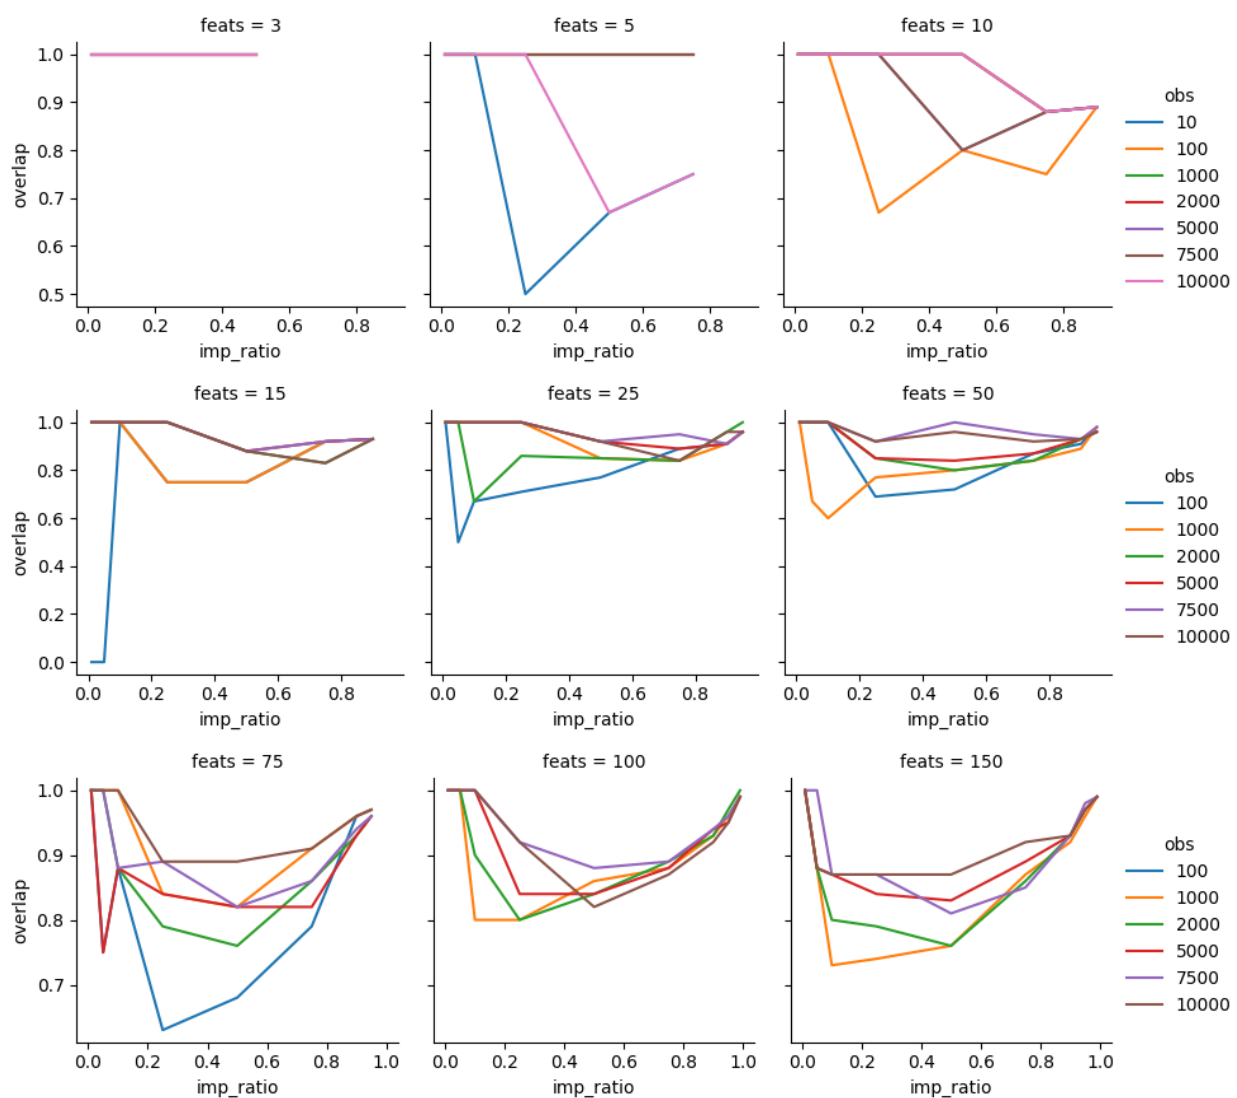 feats = 3
feats = 5
feats = 10
1.0
0.9
0.8
0.7
0.6
0.5
overlap
0.0 0.2 0.4 0.6 0.8
imp_ratio
0.0 0.2 0.4 0.6 0.8
imp_ratio
0.0 0.2 0.4 0.6 0.8
imp_ratio
obs
10
100
1000
2000
5000
7500
10000
feats = 15
feats = 25
feats = 50
1.0
0.8
0.6
0.4
0.2
0.0
overlap
0.0 0.2 0.4 0.6 0.8
imp_ratio
0.0 0.2 0.4 0.6 0.8
imp_ratio
0.0 0.2 0.4 0.6 0.8
imp_ratio
obs
100
1000
2000
5000
7500
10000
feats = 75
feats = 100
feats = 150
1.0
0.9
0.8
0.7
overlap
0.0 0.2 0.4 0.6 0.8 1.0
imp_ratio
0.0 0.2 0.4 0.6 0.8 1.0
imp_ratio
0.0 0.2 0.4 0.6 0.8 1.0
imp_ratio
obs
100
1000
2000
5000
7500
10000